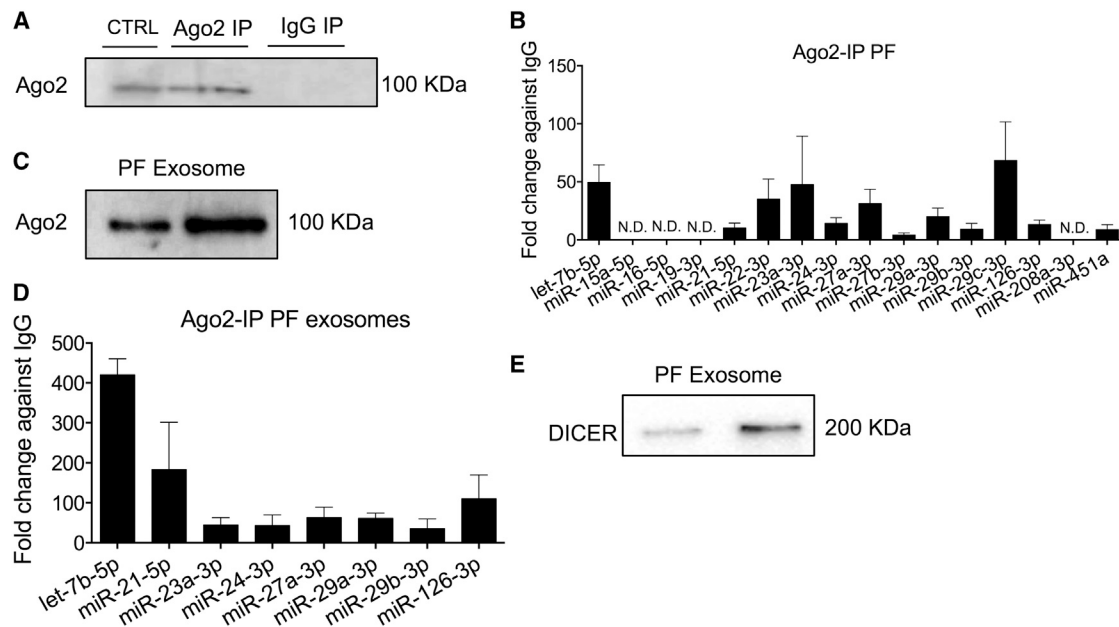 A
CTRL Ago2 IP IgG IP
Ago2 100 KDa
B
Ago2-IP PF
Fold change against IgG
150
100
50
0
N.D. N.D. N.D. N.D.
let-7b-5p
miR-15a-5p
miR-16-5p
miR-19-3p
miR-21-5p
miR-22-3p
miR-23a-3p
miR-24-3p
miR-27a-3p
miR-27b-3p
miR-29a-3p
miR-29b-3p
miR-29c-3p
miR-126-3p
miR-208a-3p
miR-451a
C
PF Exosome
Ago2 100 KDa
D
Ago2-IP PF exosomes
Fold change against IgG
500
400
300
200
100
0
let-7b-5p
miR-21-5p
miR-23a-3p
miR-24-3p
miR-27a-3p
miR-29a-3p
miR-29b-3p
miR-126-3p
E
PF Exosome
DICER 200 KDa